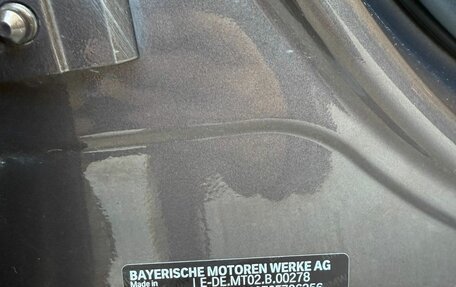 BAYERISCHE MOTOREN WERKE AG
Made in E-DE.MT02.B.00278